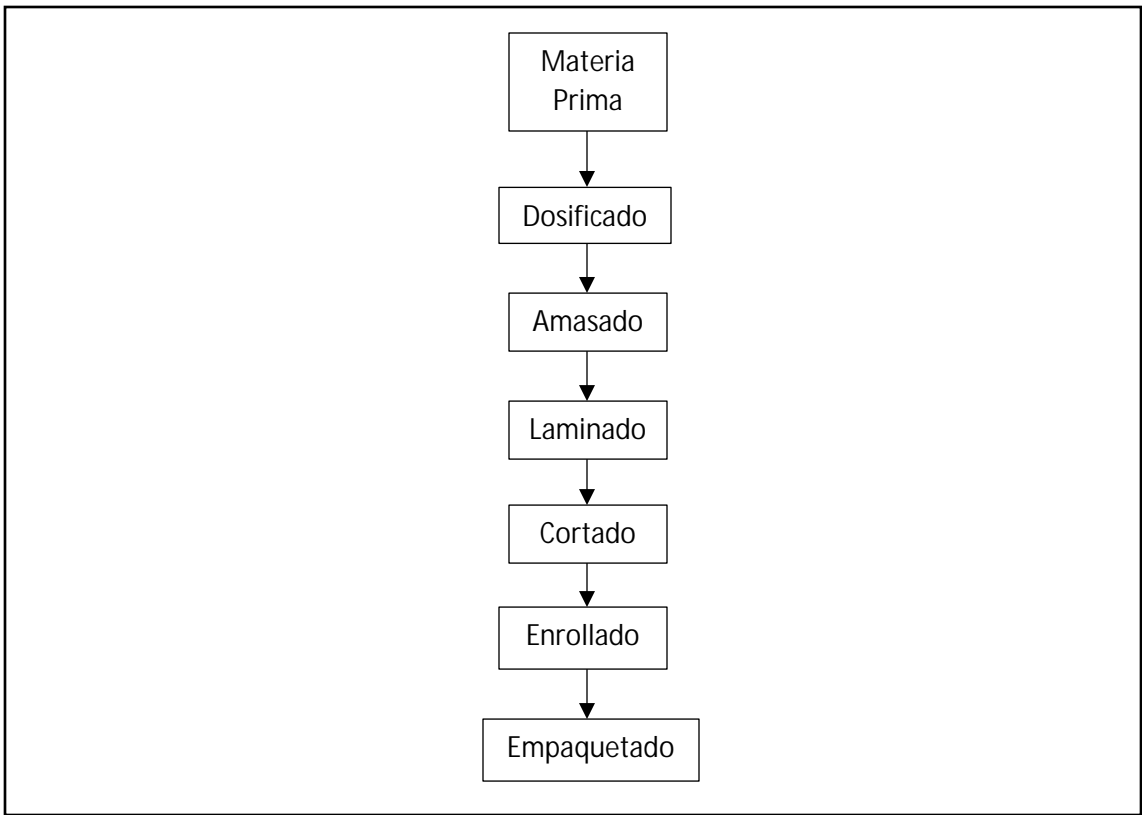 Materia
Prima
Dosificado
Amasado
Laminado
Cortado
Enrollado
Empaquetado